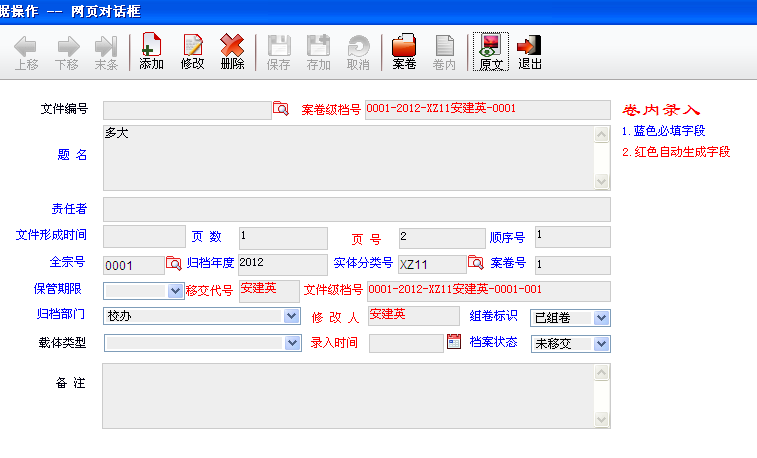 据操作 -- 网页对话框
上移 下移 末条 添加 修改 删除 保存 存加 取消 案卷 卷内 原文 退出
文件编号 案卷级档号 0001-2012-XZ11安建英-0001 卷内录入
1. 蓝色必填字段
题 名 多大
2. 红色自动生成字段
责任者
文件形成时间 页 数 1 页 号 2 顺序号 1
全宗号 0001 归档年度 2012 实体分类号 XZ11 案卷号 1
保管期限 移交代号 安建英 文件级档号 0001-2012-XZ11安建英-0001-001
归档部门 校办 修 改 人 安建英 组卷标识 已组卷
载体类型 录入时间 档案状态 未移交
备 注